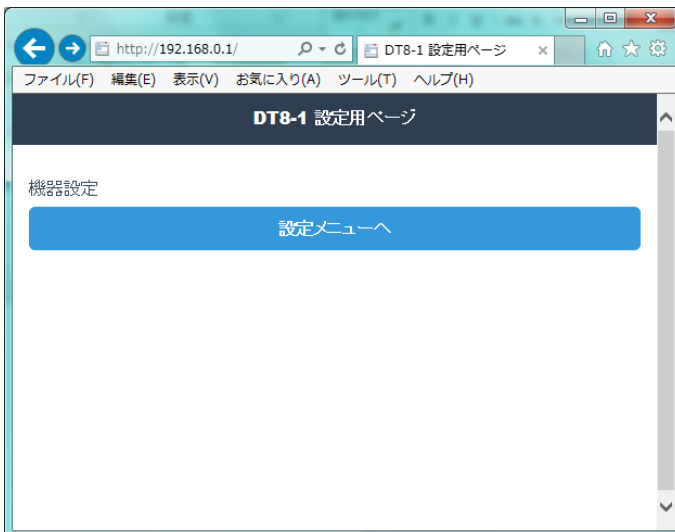 http://192.168.0.1/
DT8-1 設定用ページ
ファイル(F) 編集(E) 表示(V) お気に入り(A) ツール(T) ヘルプ(H)
DT8-1 設定用ページ
機器設定
設定メニューへ